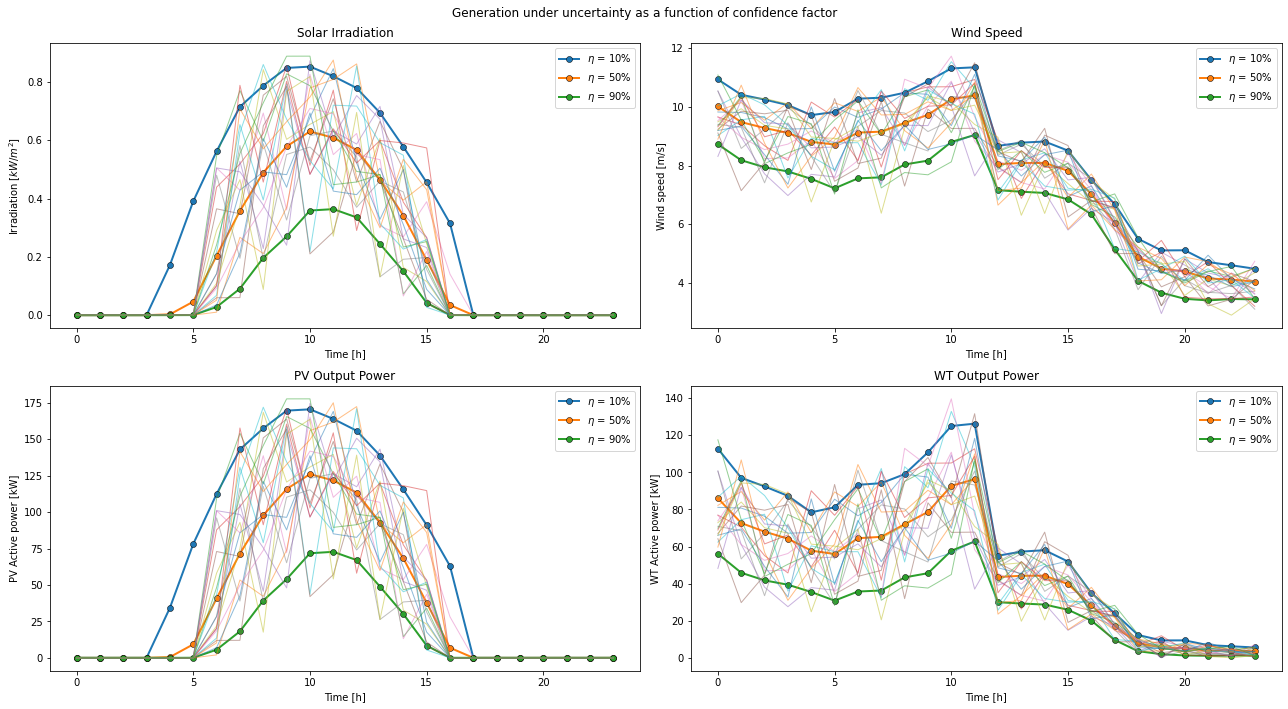 Generation under uncertainty as a function of confidence factor
Solar Irradiation
Irradiation [kW/m²]
0.8
0.6
0.4
0.2
0.0
0 5 10 15 20
Time [h]
η = 10%
η = 50%
η = 90%
Wind Speed
Wind speed [m/s]
12
10
8
6
4
0 5 10 15 20
Time [h]
η = 10%
η = 50%
η = 90%
PV Output Power
PV Active power [kW]
175
150
125
100
75
50
25
0
0 5 10 15 20
Time [h]
η = 10%
η = 50%
η = 90%
WT Output Power
WT Active power [kW]
140
120
100
80
60
40
20
0
0 5 10 15 20
Time [h]
η = 10%
η = 50%
η = 90%